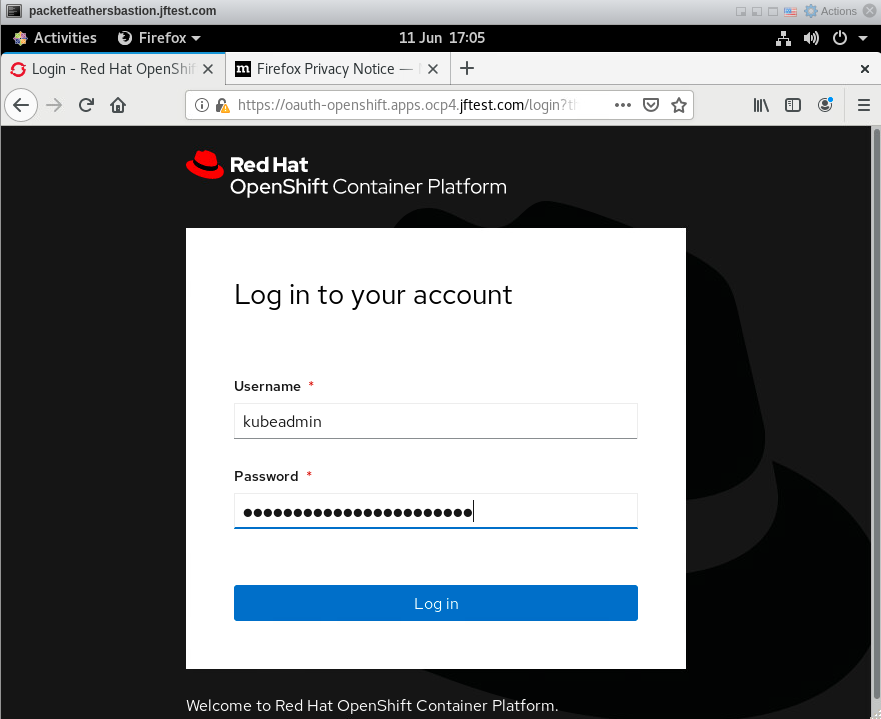 packetfeathersbastion.jftest.com
Actions
Activities
Firefox
11 Jun 17:05
Login - Red Hat OpenShif
Firefox Privacy Notice —
https://oauth-openshift.apps.ocp4.jftest.com/login?th
Red Hat
OpenShift Container Platform
Log in to your account
Username *
kubeadmin
Password *
●●●●●●●●●●●●●●●●●●●●●●●
Log in
Welcome to Red Hat OpenShift Container Platform.